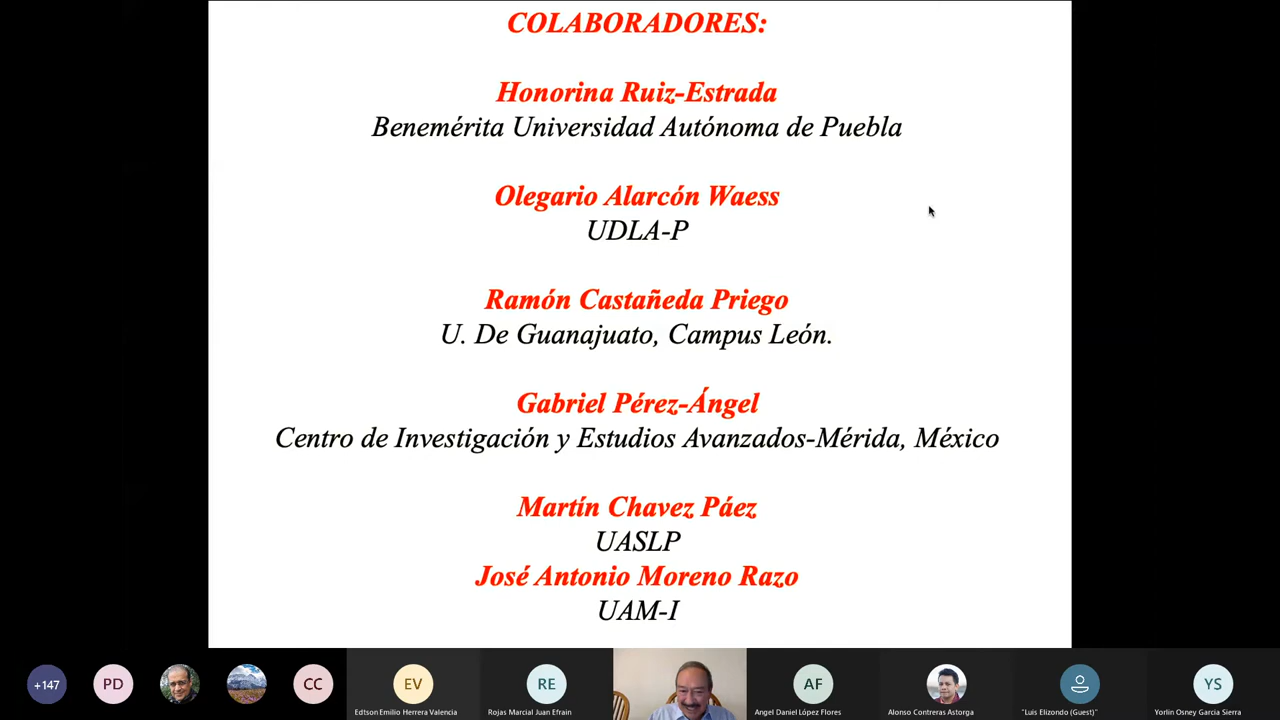 COLABORADORES:
Honorina Ruiz-Estrada
Benemérita Universidad Autónoma de Puebla
Olegario Alarcón Waess
UDLA-P
Ramón Castañeda Priego
U. De Guanajuato, Campus León.
Gabriel Pérez-Ángel
Centro de Investigación y Estudios Avanzados-Mérida, México
Martín Chavez Páez
UASLP
José Antonio Moreno Razo
UAM-I
+147
PD
CC
EV
Edtson Emilio Herrera Valencia
RE
Rojas Marcial Juan Efrain
AF
Angel Daniel López Flores
Alonso Contreras Astorga
"Luis Elizondo (Guest)"
YS
Yorlin Osney Garcia Sierra